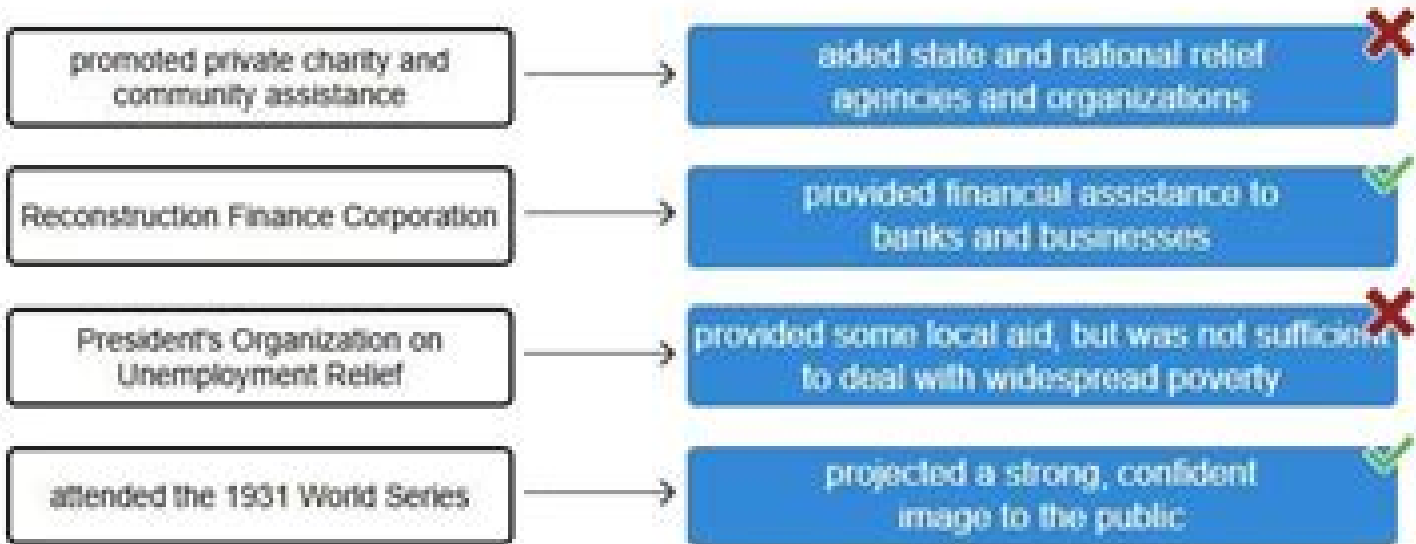 promoted private charity and
community assistance
aided state and national relief
agencies and organizations
Reconstruction Finance Corporation
provided financial assistance to
banks and businesses
President's Organization on
Unemployment Relief
provided some local aid, but was not sufficient
to deal with widespread poverty
attended the 1931 World Series
projected a strong, confident
image to the public